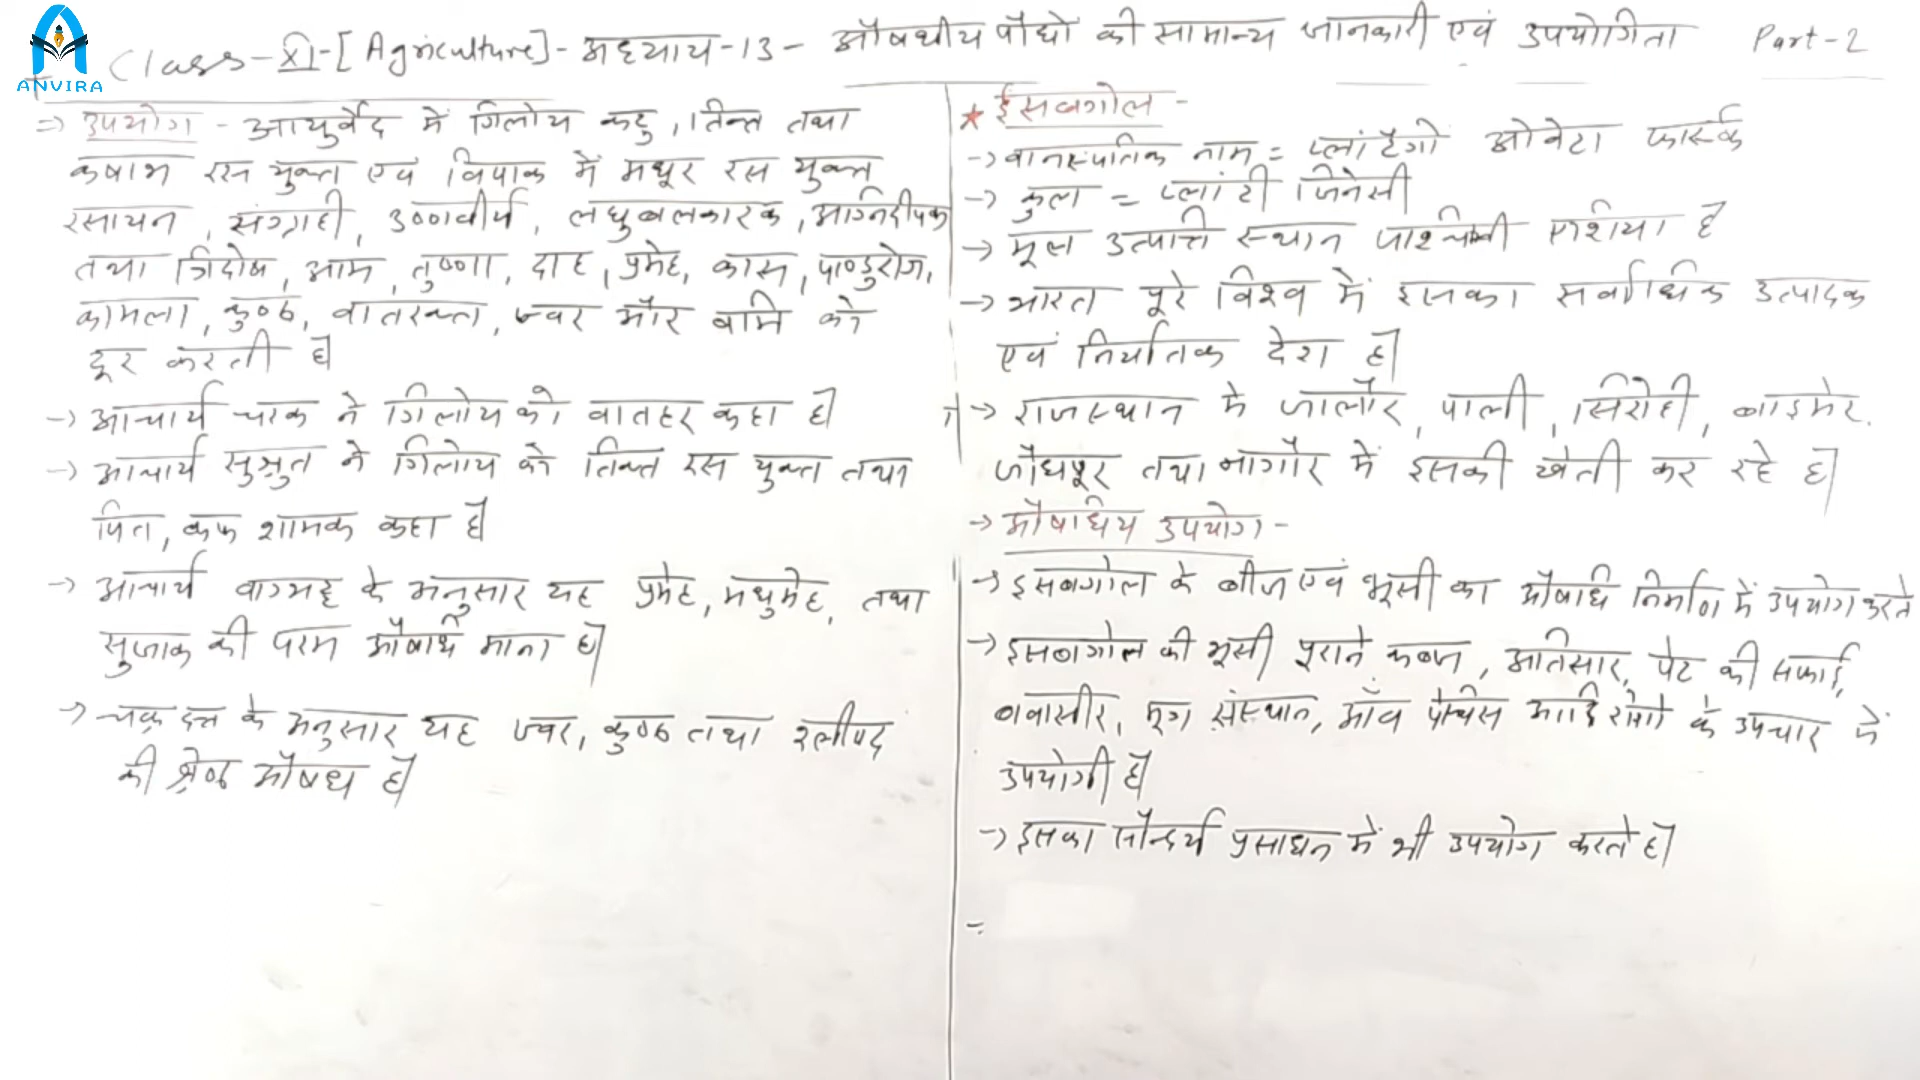 ANVIRA
Class-XI-[Agriculture]-अध्याय-13- औषधीय पौधो की सामान्य जानकारी एवं उपयोगिता Part-2
=> उपयोग - आयुर्वेद में गिलोय कटु, तिक्त तथा
कषाय रस युक्त एवं विपाक में मधूर रस युक्त
रसायन, संग्राही, उष्णवीर्य, लघुबलकारक, अग्निदीपक
तथा त्रिदोष, आम, तृष्णा, दाह, प्रमेह, कास, पाण्डुरोज,
कामला, कुष्ठ, वातरक्त, ज्वर और वामि को
दूर करती है।
-> आचार्य चरक ने गिलोय को वातहर कहा है।
-> आचार्य सुश्रुत ने गिलोय को तिक्त रस युक्त तथा
पित, कफ शामक कहा है।
-> आचार्य वाग्भट्ट के अनुसार यह प्रमेह, मधुमेह, तथा
सुजाक की परम औषधि माना है।
-> चक्र दत्त के अनुसार यह ज्वर, कुष्ठ तथा श्लीपद
की श्रेष्ठ औषध है।
★ ईसबगोल -
-> वानस्पतिक नाम = प्लांटैगो ओवेटा फोर्स्क
-> कुल = प्लांटी जिनेसी
-> मूल उत्पात्ति स्थान पश्चिमी एशिया है
-> भारत पूरे विश्व में इसका सर्वाधिक उत्पादक
एवं निर्यातक देश है।
-> राजस्थान मे जालौर, पाली, सिरोही, बाड़मेर,
जौधपूर तथा नागौर में इसकी खेती कर रहे है।
-> औषधिय उपयोग -
-> इसबगोल के बीज एवं भूसी का औषधि निर्माण में उपयोग करते
-> इसबगोल की भूसी पूराने कब्ज, अतिसार, पेट की सफाई,
बवासीर, मूग संस्थान, आँव पेचिस आदि रोगो के उपचार में
उपयोगी है।
-> इसका सौन्दर्य प्रसाधन में भी उपयोग करते है।